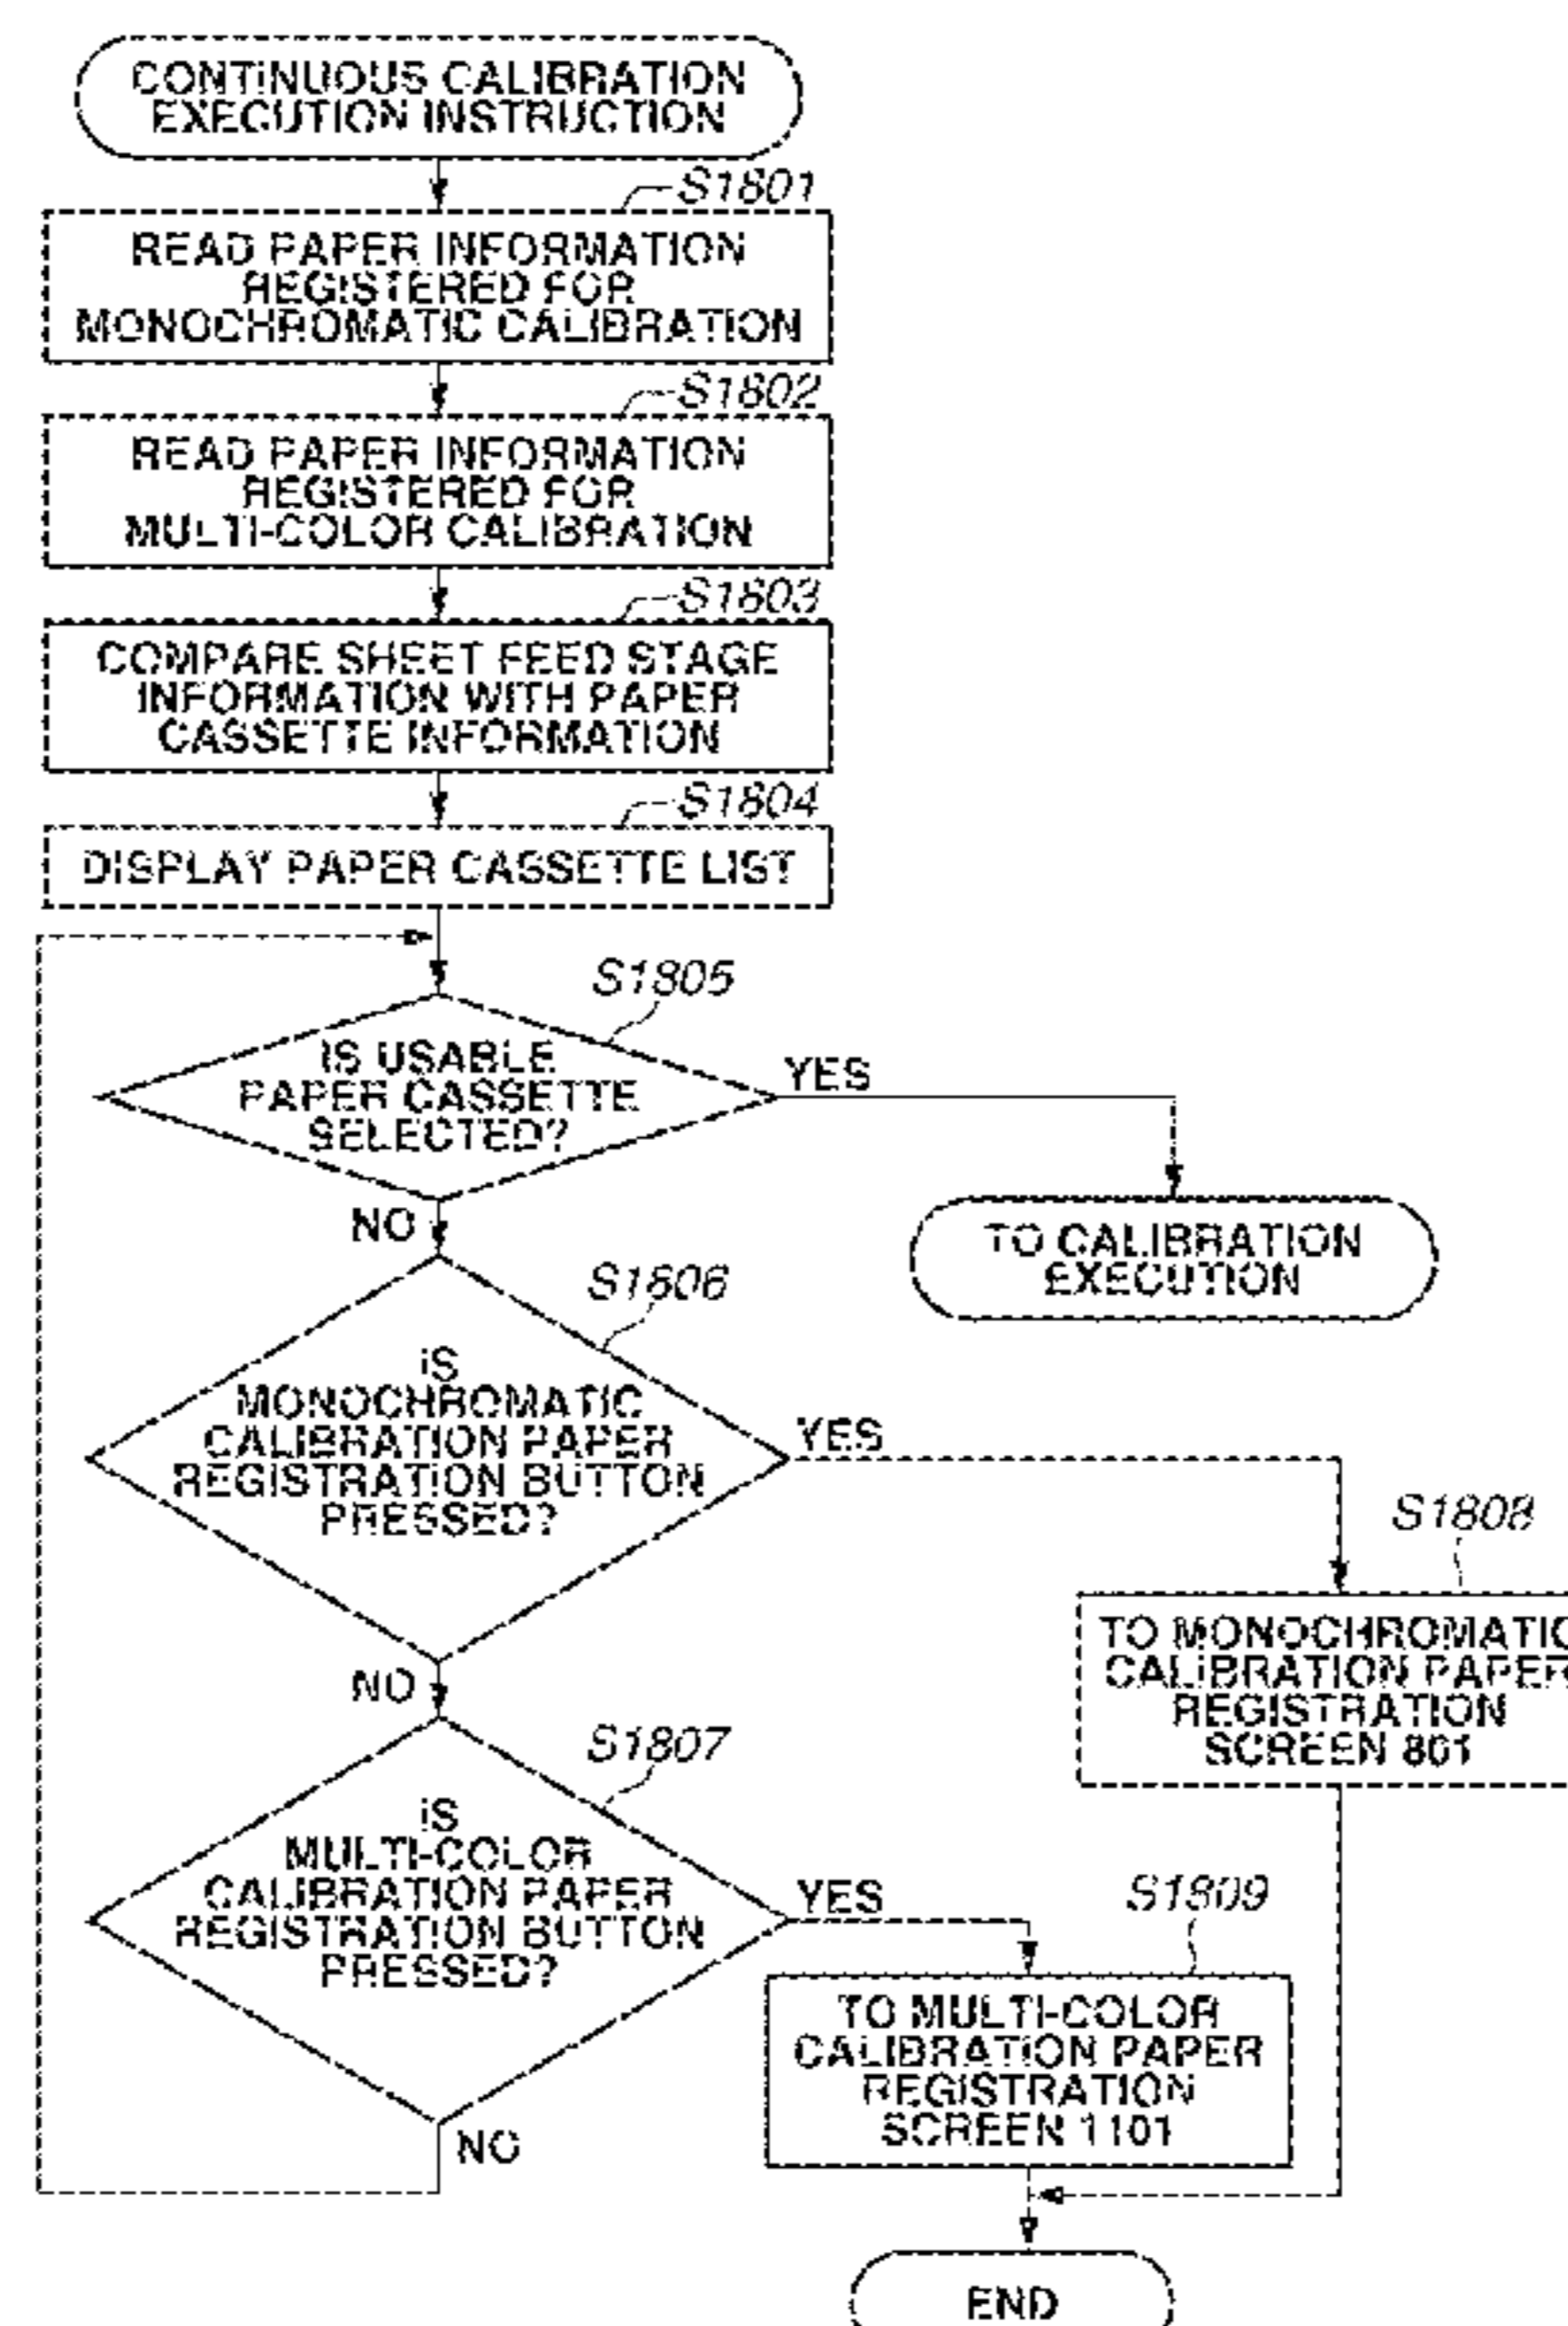 CONTINUOUS CALIBRATION
EXECUTION INSTRUCTION
S1801
READ PAPER INFORMATION
REGISTERED FOR
MONOCHROMATIC CALIBRATION
S1802
READ PAPER INFORMATION
REGISTERED FOR
MULTI-COLOR CALIBRATION
S1803
COMPARE SHEET FEED STAGE
INFORMATION WITH PAPER
CASSETTE INFORMATION
S1804
DISPLAY PAPER CASSETTE LIST
S1805
IS USABLE
PAPER CASSETTE
SELECTED?
YES
NO
TO CALIBRATION
EXECUTION
S1806
IS
MONOCHROMATIC
CALIBRATION PAPER
REGISTRATION BUTTON
PRESSED?
YES
NO
S1808
TO MONOCHROMATIC
CALIBRATION PAPER
REGISTRATION
SCREEN 801
S1807
IS
MULTI-COLOR
CALIBRATION PAPER
REGISTRATION BUTTON
PRESSED?
YES
NO
S1809
TO MULTI-COLOR
CALIBRATION PAPER
REGISTRATION
SCREEN 1101
END